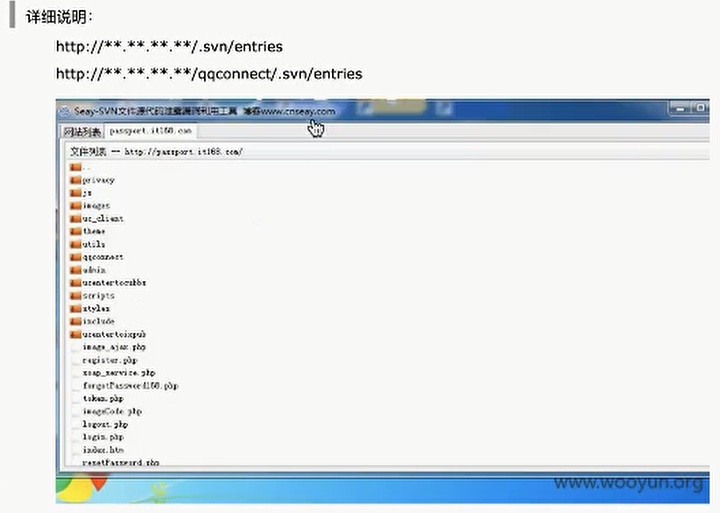 详细说明:
http://**.**.**.**/.svn/entries
http://**.**.**.**/qqconnect/.svn/entries
Seay-SVN文件源代码泄露漏洞利用工具 博客www.cnseay.com
网站列表 passport.it168.com
文件列表 -- http://passport.it168.com/
..
privacy
js
images
uc_client
theme
utils
qqconnect
admin
ucentertocubbs
scripts
styles
include
ucentertoixpub
image_ajax.php
register.php
soap_service.php
forgotPassword168.php
token.php
imageCode.php
logout.php
login.php
index.htm
resetPassword.php
www.wooyun.org